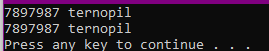 7897987 ternopil
7897987 ternopil
Press any key to continue . . .